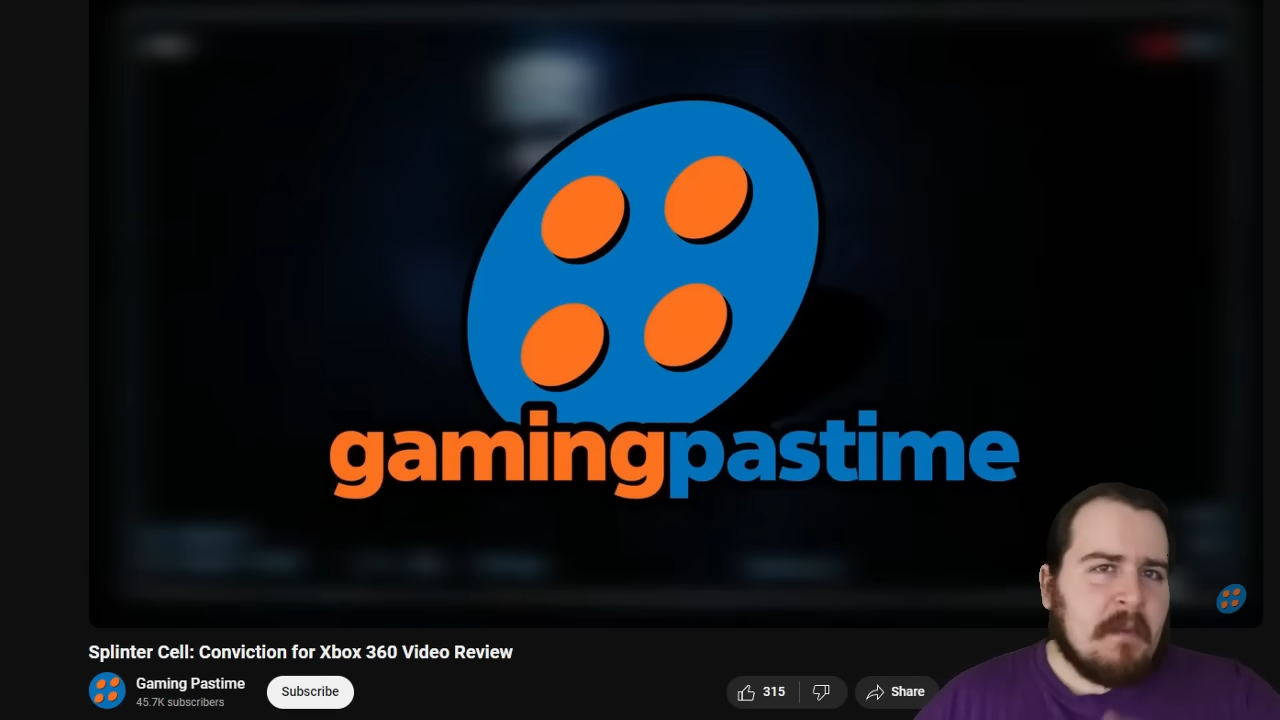 gamingpastime
Splinter Cell: Conviction for Xbox 360 Video Review
Gaming Pastime
45.7K subscribers
Subscribe
315
Share